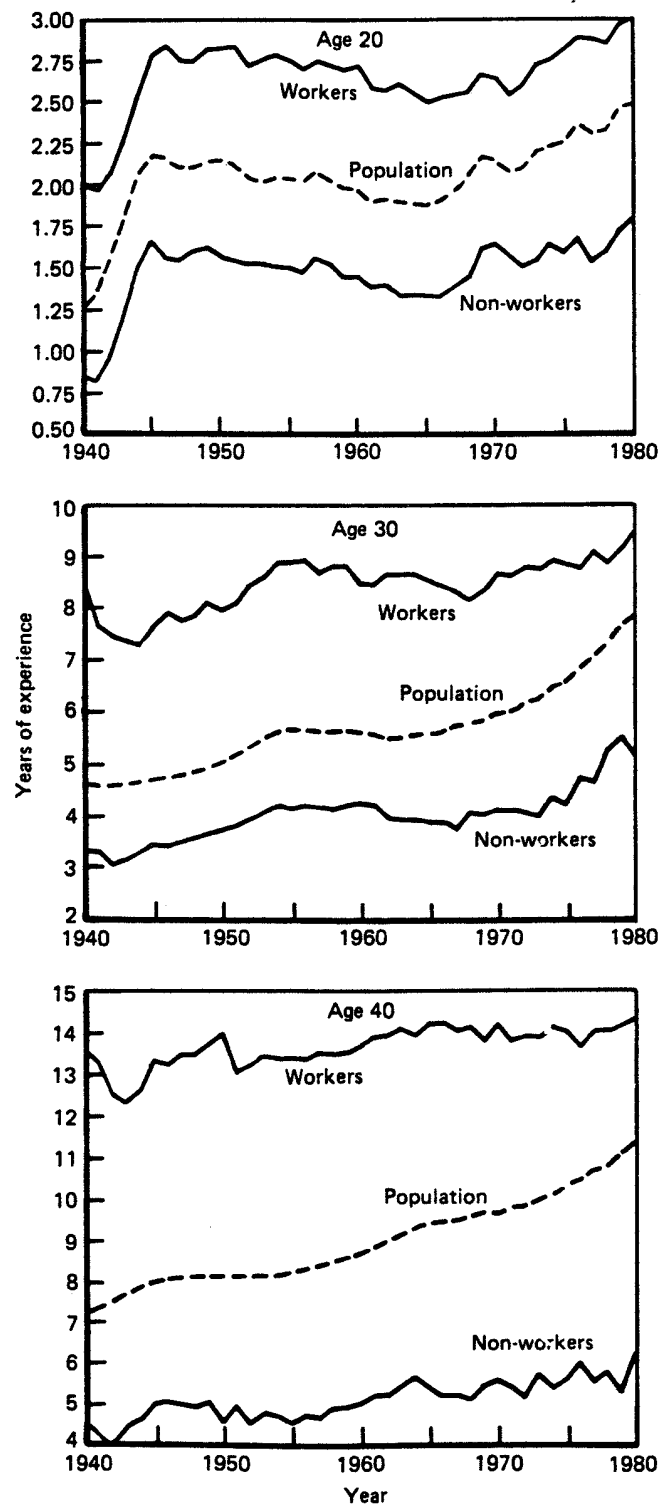 Age 20
3.00
2.75
2.50
2.25
2.00
1.75
1.50
1.25
1.00
0.75
0.50
Workers
Population
Non-workers
1940 1950 1960 1970 1980
Age 30
10
9
8
7
6
5
4
3
2
Years of experience
Workers
Population
Non-workers
1940 1950 1960 1970 1980
Age 40
15
14
13
12
11
10
9
8
7
6
5
4
Workers
Population
Non-workers
1940 1950 1960 1970 1980
Year